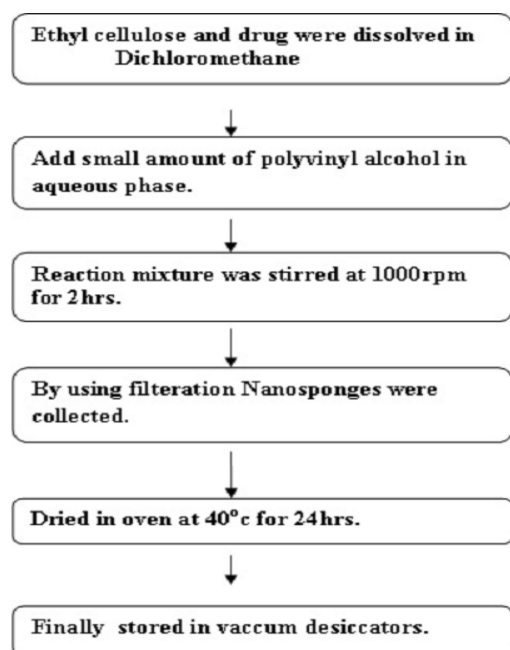 Ethyl cellulose and drug were dissolved in
Dichloromethane
Add small amount of polyvinyl alcohol in
aqueous phase.
Reaction mixture was stirred at 1000rpm
for 2hrs.
By using filteration Nanosponges were
collected.
Dried in oven at 40°c for 24hrs.
Finally stored in vaccum desiccators.